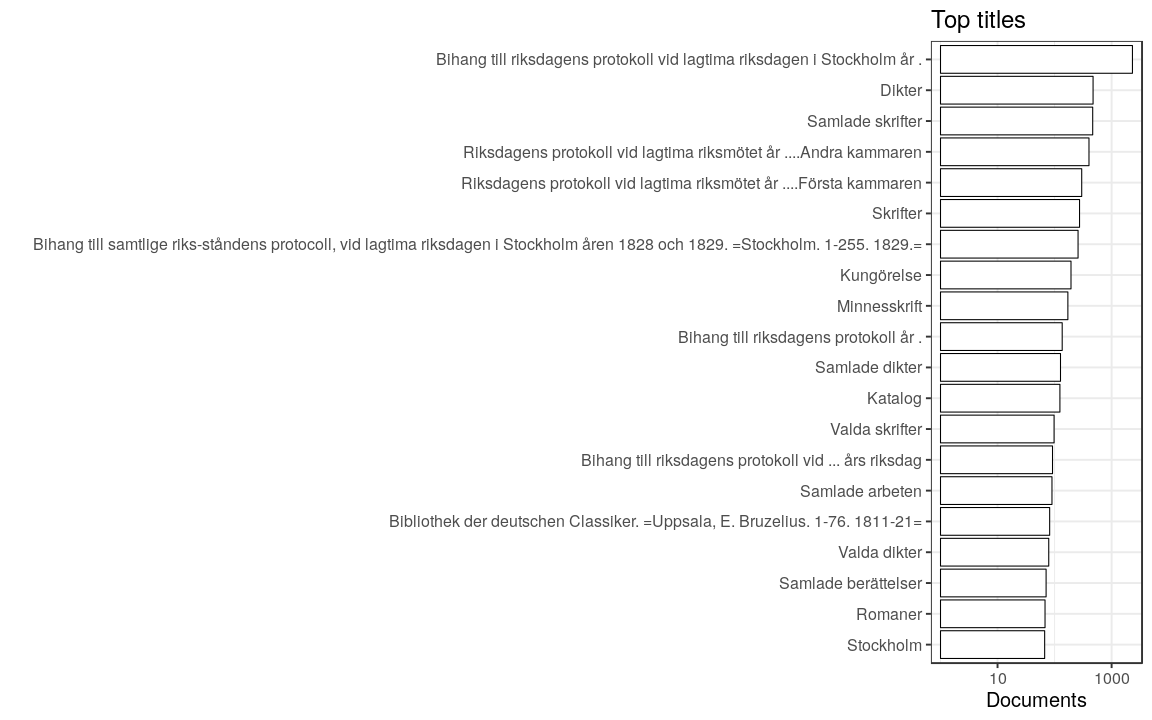 Top titles
Bihang till riksdagens protokoll vid lagtima riksdagen i Stockholm år .
Dikter
Samlade skrifter
Riksdagens protokoll vid lagtima riksmötet år ....Andra kammaren
Riksdagens protokoll vid lagtima riksmötet år ....Första kammaren
Skrifter
Bihang till samtlige riks-ståndens protocoll, vid lagtima riksdagen i Stockholm åren 1828 och 1829. =Stockholm. 1-255. 1829.=
Kungörelse
Minnesskrift
Bihang till riksdagens protokoll år .
Samlade dikter
Katalog
Valda skrifter
Bihang till riksdagens protokoll vid ... års riksdag
Samlade arbeten
Bibliothek der deutschen Classiker. =Uppsala, E. Bruzelius. 1-76. 1811-21=
Valda dikter
Samlade berättelser
Romaner
Stockholm
10 1000
Documents